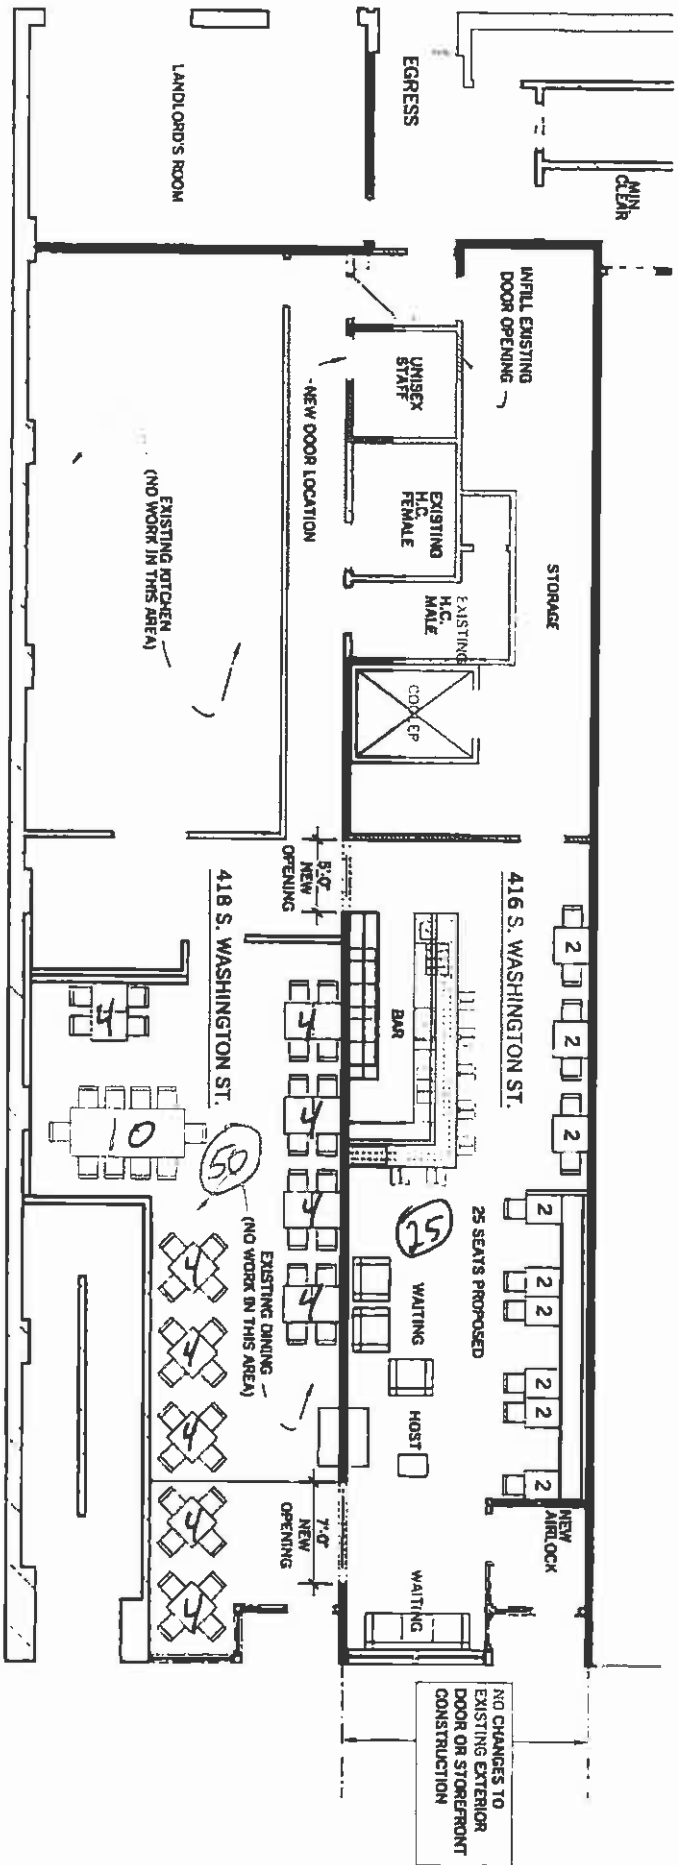 EGRESS
LANDLORD'S ROOM
MIN.
CLEAR
INFILL EXISTING
DOOR OPENING
UNISEX
STAFF
NEW DOOR LOCATION
EXISTING
H.C.
FEMALE
EXISTING
H.C.
MALE
STORAGE
EXISTING KITCHEN
(NO WORK IN THIS AREA)
COOLER
5'-0"
NEW
OPENING
416 S. WASHINGTON ST.
418 S. WASHINGTON ST.
BAR
2
2
2
2
2
2
2
2
2
25 SEATS PROPOSED
25
WAITING
HOST
NEW
AIRLOCK
WAITING
4
4
4
4
4
10
50
EXISTING DINING
(NO WORK IN THIS AREA)
4
4
4
4
4
7'-0"
NEW
OPENING
NO CHANGES TO
EXISTING EXTERIOR
DOOR OR STOREFRONT
CONSTRUCTION